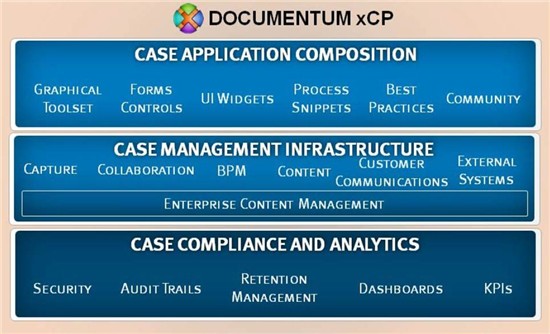 DOCUMENTUM xCP
CASE APPLICATION COMPOSITION
GRAPHICAL TOOLSET
FORMS CONTROLS
UI WIDGETS
PROCESS SNIPPETS
BEST PRACTICES
COMMUNITY
CASE MANAGEMENT INFRASTRUCTURE
CAPTURE
COLLABORATION
BPM
CONTENT
CUSTOMER COMMUNICATIONS
EXTERNAL SYSTEMS
ENTERPRISE CONTENT MANAGEMENT
CASE COMPLIANCE AND ANALYTICS
SECURITY
AUDIT TRAILS
RETENTION MANAGEMENT
DASHBOARDS
KPIS